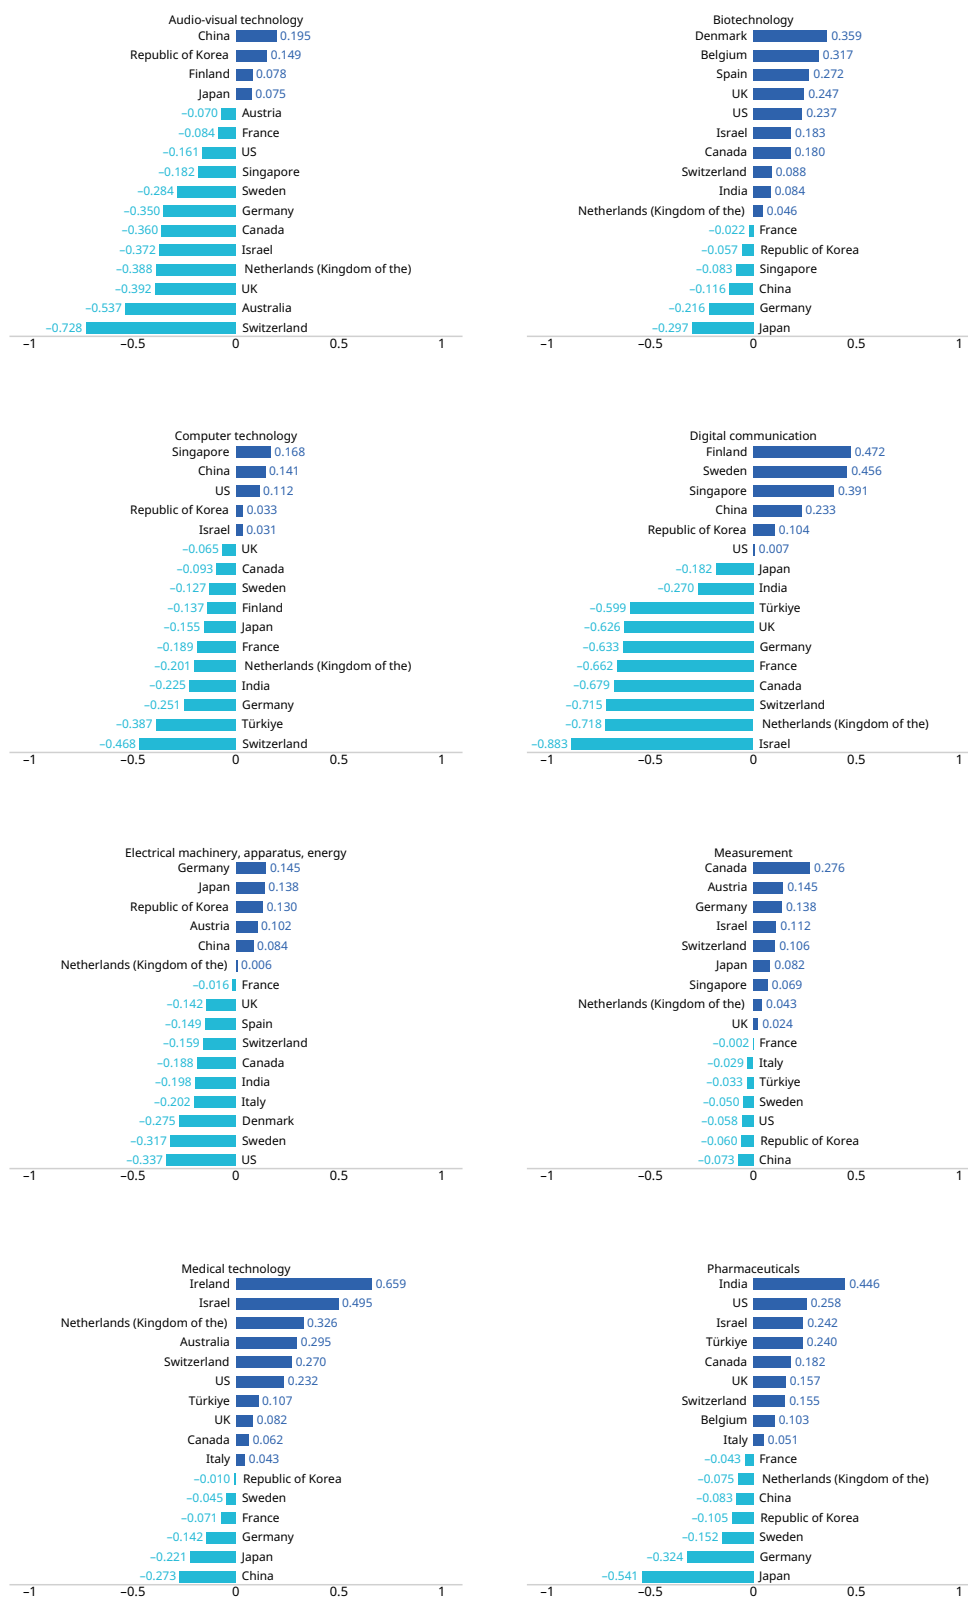 Audio-visual technology
China 0.195
Republic of Korea 0.149
Finland 0.078
Japan 0.075
–0.070 Austria
–0.084 France
–0.161 US
–0.182 Singapore
–0.284 Sweden
–0.350 Germany
–0.360 Canada
–0.372 Israel
–0.388 Netherlands (Kingdom of the)
–0.392 UK
–0.537 Australia
–0.728 Switzerland
–1 –0.5 0 0.5 1
Biotechnology
Denmark 0.359
Belgium 0.317
Spain 0.272
UK 0.247
US 0.237
Israel 0.183
Canada 0.180
Switzerland 0.088
India 0.084
Netherlands (Kingdom of the) 0.046
–0.022 France
–0.057 Republic of Korea
–0.083 Singapore
–0.116 China
–0.216 Germany
–0.297 Japan
–1 –0.5 0 0.5 1
Computer technology
Singapore 0.168
China 0.141
US 0.112
Republic of Korea 0.033
Israel 0.031
–0.065 UK
–0.093 Canada
–0.127 Sweden
–0.137 Finland
–0.155 Japan
–0.189 France
–0.201 Netherlands (Kingdom of the)
–0.225 India
–0.251 Germany
–0.387 Türkiye
–0.468 Switzerland
–1 –0.5 0 0.5 1
Digital communication
Finland 0.472
Sweden 0.456
Singapore 0.391
China 0.233
Republic of Korea 0.104
US 0.007
–0.182 Japan
–0.270 India
–0.599 Türkiye
–0.626 UK
–0.633 Germany
–0.662 France
–0.679 Canada
–0.715 Switzerland
–0.718 Netherlands (Kingdom of the)
–0.883 Israel
–1 –0.5 0 0.5 1
Electrical machinery, apparatus, energy
Germany 0.145
Japan 0.138
Republic of Korea 0.130
Austria 0.102
China 0.084
Netherlands (Kingdom of the) 0.006
–0.016 France
–0.142 UK
–0.149 Spain
–0.159 Switzerland
–0.188 Canada
–0.198 India
–0.202 Italy
–0.275 Denmark
–0.317 Sweden
–0.337 US
–1 –0.5 0 0.5 1
Measurement
Canada 0.276
Austria 0.145
Germany 0.138
Israel 0.112
Switzerland 0.106
Japan 0.082
Singapore 0.069
Netherlands (Kingdom of the) 0.043
UK 0.024
–0.002 France
–0.029 Italy
–0.033 Türkiye
–0.050 Sweden
–0.058 US
–0.060 Republic of Korea
–0.073 China
–1 –0.5 0 0.5 1
Medical technology
Ireland 0.659
Israel 0.495
Netherlands (Kingdom of the) 0.326
Australia 0.295
Switzerland 0.270
US 0.232
Türkiye 0.107
UK 0.082
Canada 0.062
Italy 0.043
–0.010 Republic of Korea
–0.045 Sweden
–0.071 France
–0.142 Germany
–0.221 Japan
–0.273 China
–1 –0.5 0 0.5 1
Pharmaceuticals
India 0.446
US 0.258
Israel 0.242
Türkiye 0.240
Canada 0.182
UK 0.157
Switzerland 0.155
Belgium 0.103
Italy 0.051
–0.043 France
–0.075 Netherlands (Kingdom of the)
–0.083 China
–0.105 Republic of Korea
–0.152 Sweden
–0.324 Germany
–0.541 Japan
–1 –0.5 0 0.5 1